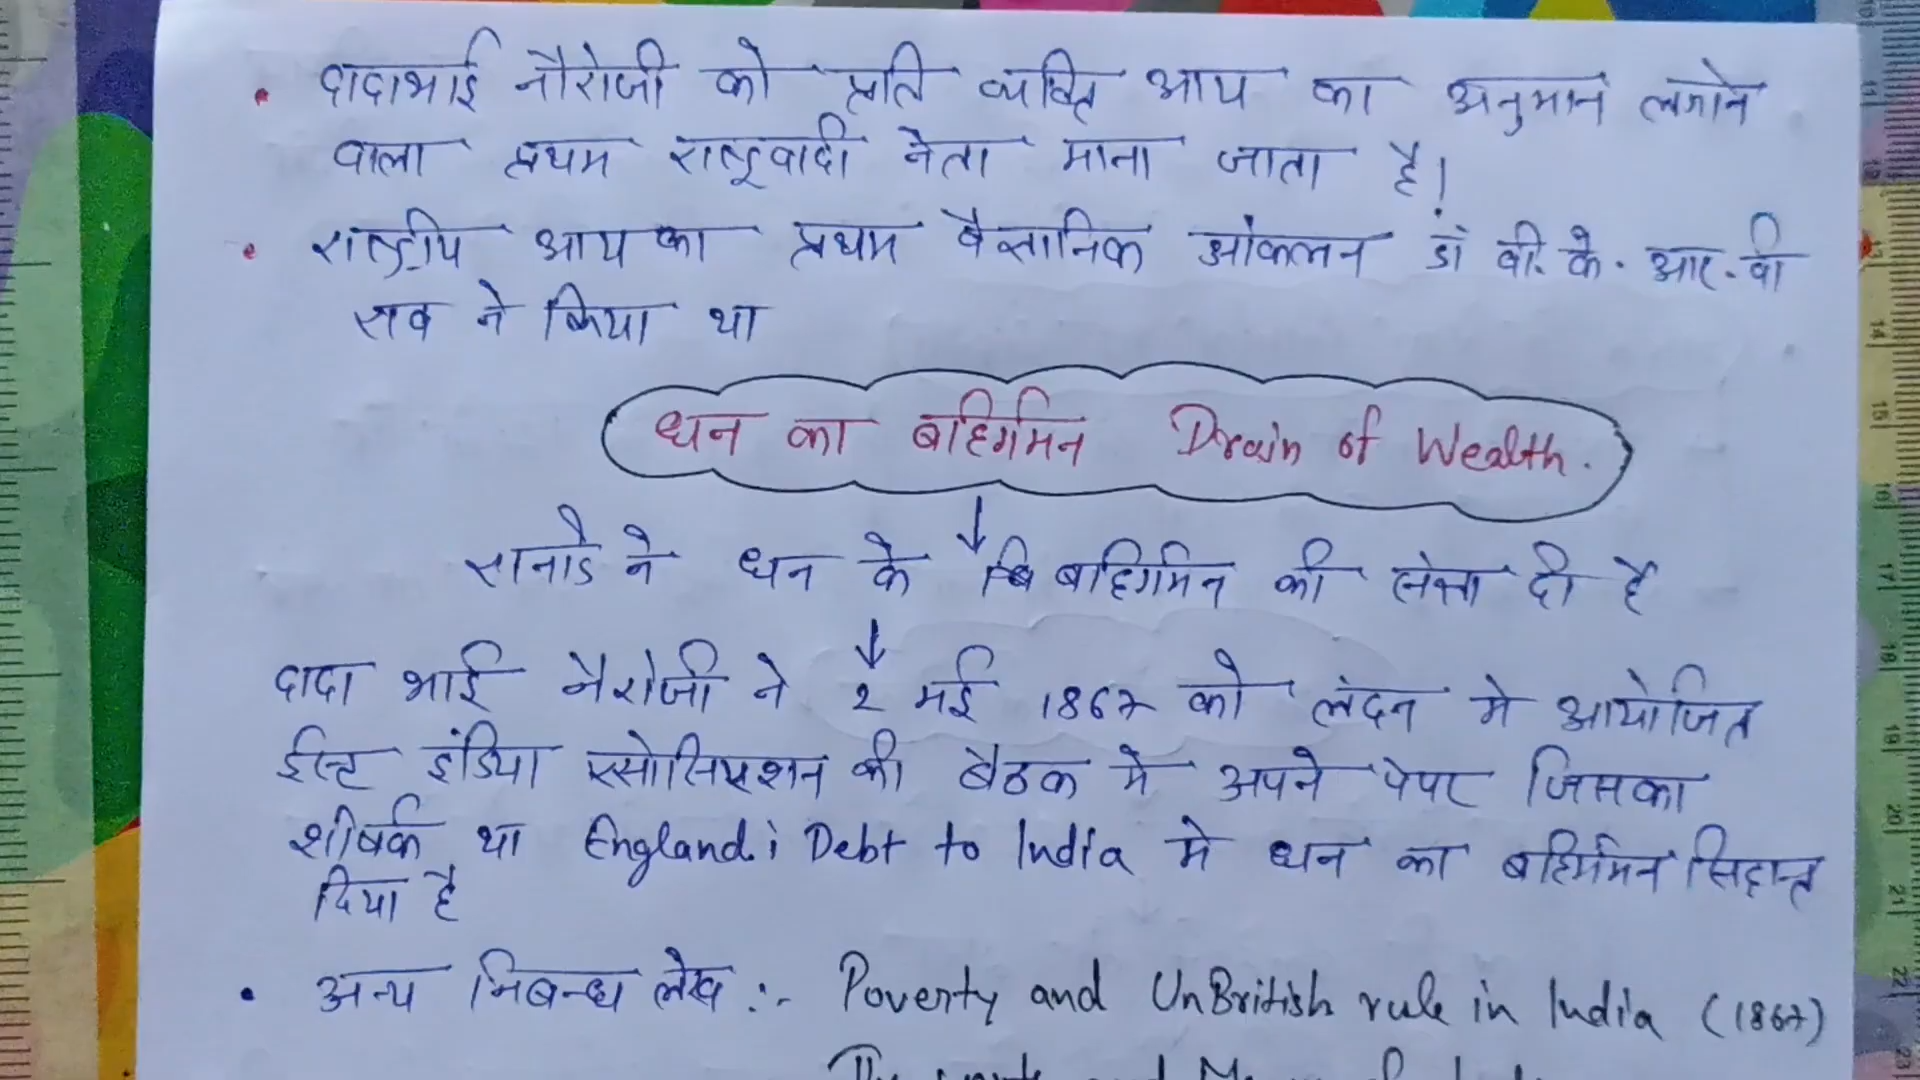 • दादाभाई नौरोजी को प्रति व्यक्ति आय का अनुमान लगाने
वाला प्रथम राष्ट्रवादी नेता माना जाता है।
• राष्ट्रीय आय का प्रथम वैज्ञानिक आंकलन डॉ वी. के. आर. वी
राव ने किया था
धन का बहिर्गमन Drain of Wealth.
रानाडे ने धन के बहिर्गमन की संज्ञा दी है
दादा भाई नैरोजी ने 2 मई 1867 को लंदन मे आयोजित
ईस्ट इंडिया एसोसिएशन की बैठक मे अपने पेपर जिसका
शीर्षक था England: Debt to India मे धन का बहिर्गमन सिद्दान्त
दिया है
• अन्य निबन्ध लेख :- Poverty and UnBritish rule in India (1867)